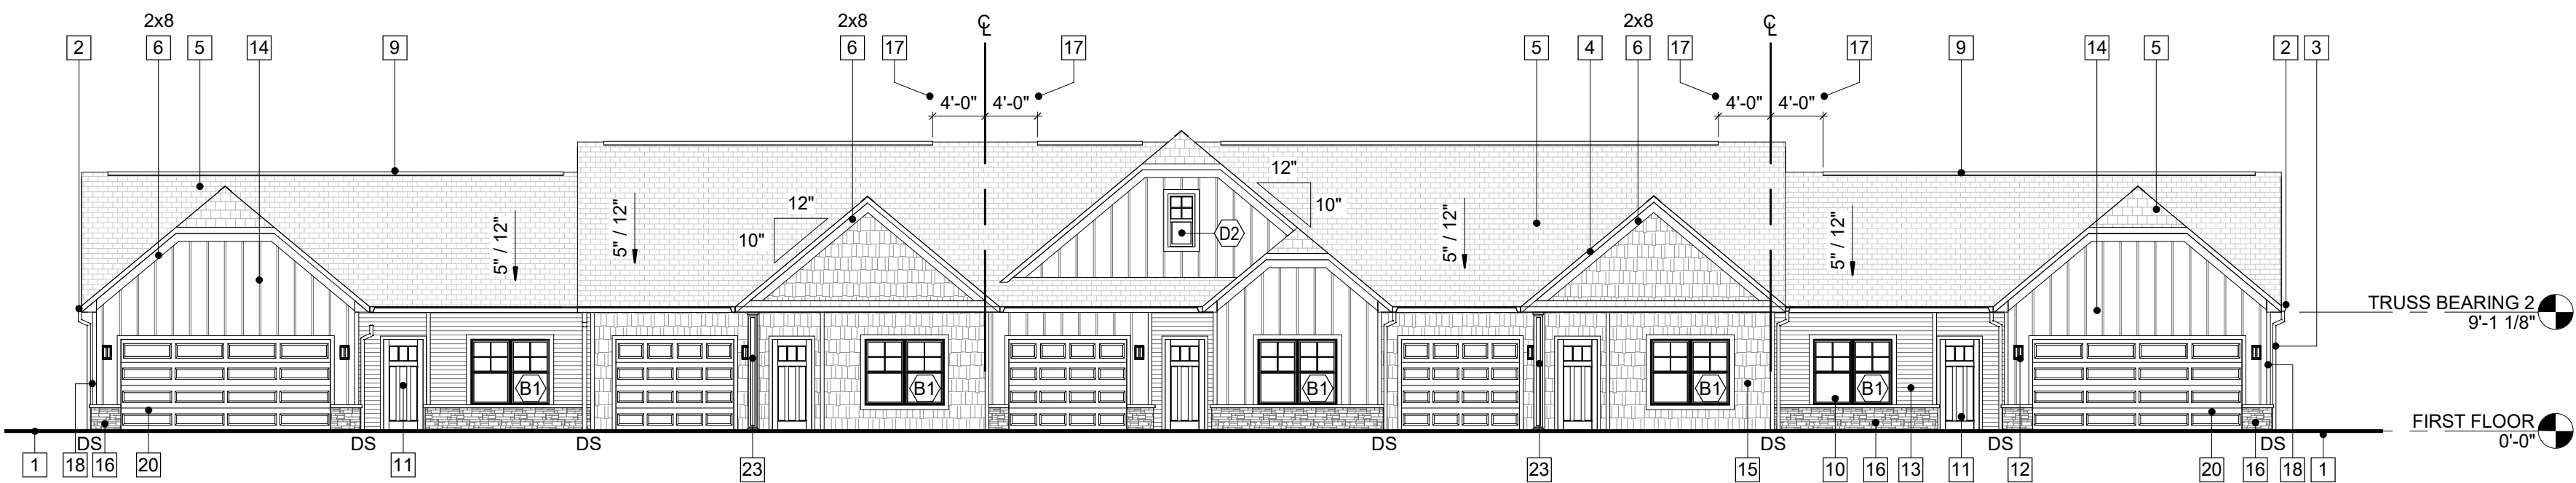 2x8
2x8
℄
℄
2
6
5
14
9
6
17
17
5
4
6
17
17
9
14
5
2
3
4'-0"
4'-0"
4'-0"
4'-0"
5" / 12"
5" / 12"
12"
10"
12"
10"
D2
5" / 12"
5" / 12"
TRUSS BEARING 2
9'-1 1/8"
B1
B1
B1
B1
B1
FIRST FLOOR
0'-0"
DS
DS
DS
DS
DS
DS
DS
1
18
16
20
11
23
23
15
10
16
13
11
12
20
16
18
1